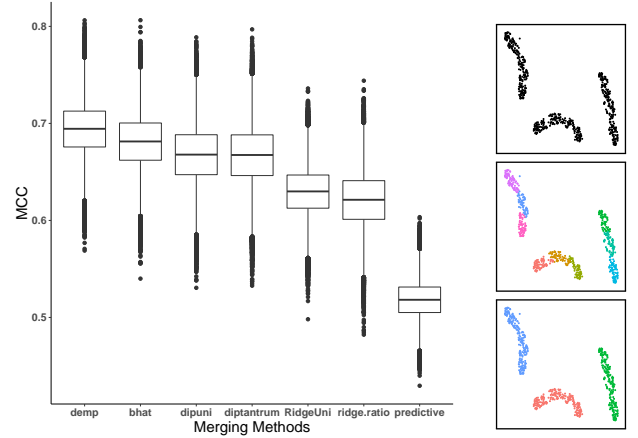 MCC
0.8
0.7
0.6
0.5
demp bhat dipuni diptantrum RidgeUni ridge.ratio predictive
Merging Methods